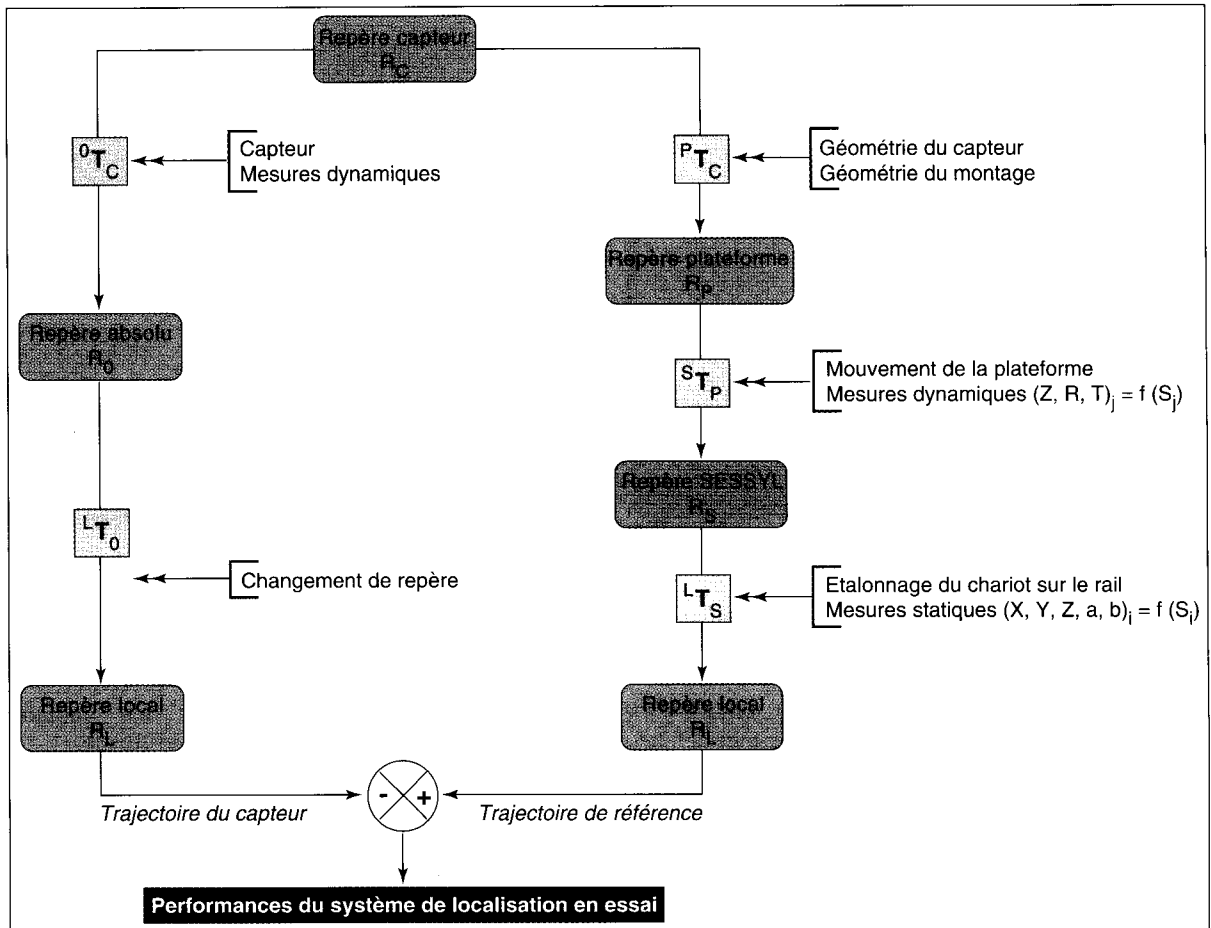 Repère capteur
R_C
⁰T_C
Capteur
Mesures dynamiques
ᴾT_C
Géométrie du capteur
Géométrie du montage
Repère plateforme
R_P
Repère absolu
R_0
ˢT_P
Mouvement de la plateforme
Mesures dynamiques (Z, R, T)_j = f (S_j)
Repère SESSYL
R_S
ᴸT_0
Changement de repère
ᴸT_S
Etalonnage du chariot sur le rail
Mesures statiques (X, Y, Z, a, b)_i = f (S_i)
Repère local
R_L
Repère local
R_L
- +
Trajectoire du capteur
Trajectoire de référence
Performances du système de localisation en essai